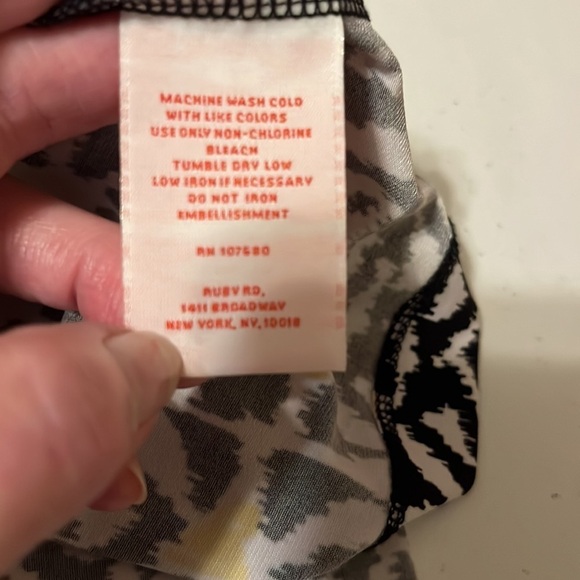 MACHINE WASH COLD
WITH LIKE COLORS
USE ONLY NON-CHLORINE
BLEACH
TUMBLE DRY LOW
LOW IRON IF NECESSARY
DO NOT IRON
EMBELLISHMENT
RN 107680
RUBY RD,
1411 BROADWAY
NEW YORK, NY, 10018